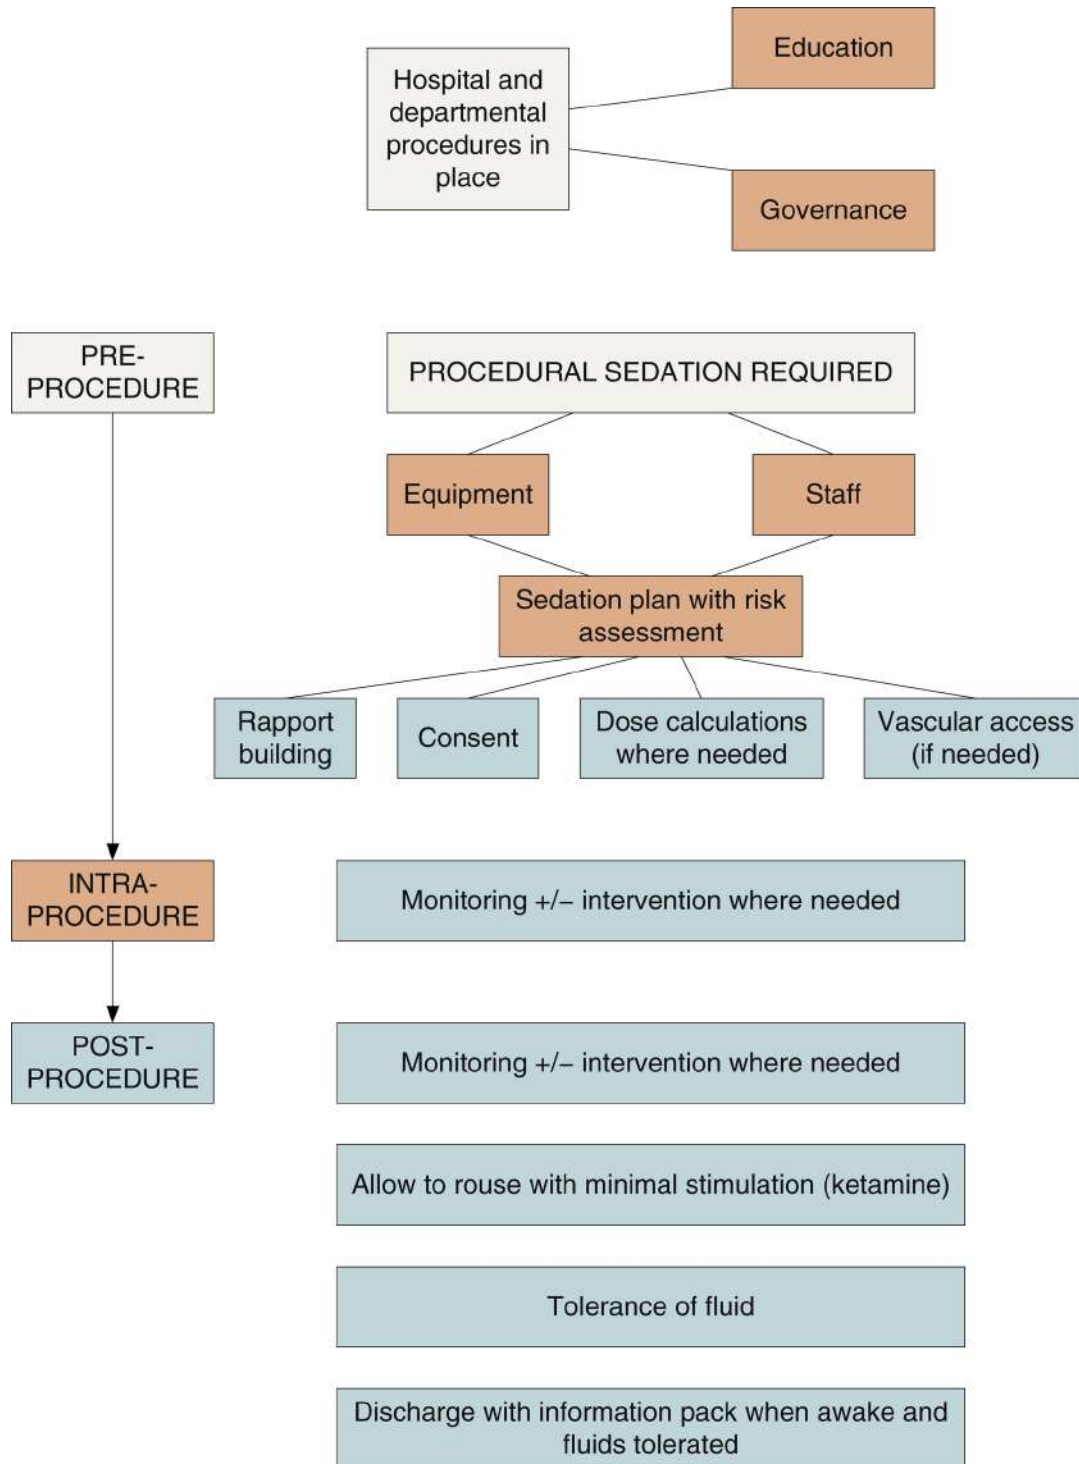 Education
Hospital and
departmental
procedures in
place
Governance
PRE-
PROCEDURE
PROCEDURAL SEDATION REQUIRED
Equipment
Staff
Sedation plan with risk
assessment
Rapport
building
Consent
Dose calculations
where needed
Vascular access
(if needed)
INTRA-
PROCEDURE
Monitoring +/− intervention where needed
POST-
PROCEDURE
Monitoring +/− intervention where needed
Allow to rouse with minimal stimulation (ketamine)
Tolerance of fluid
Discharge with information pack when awake and
fluids tolerated